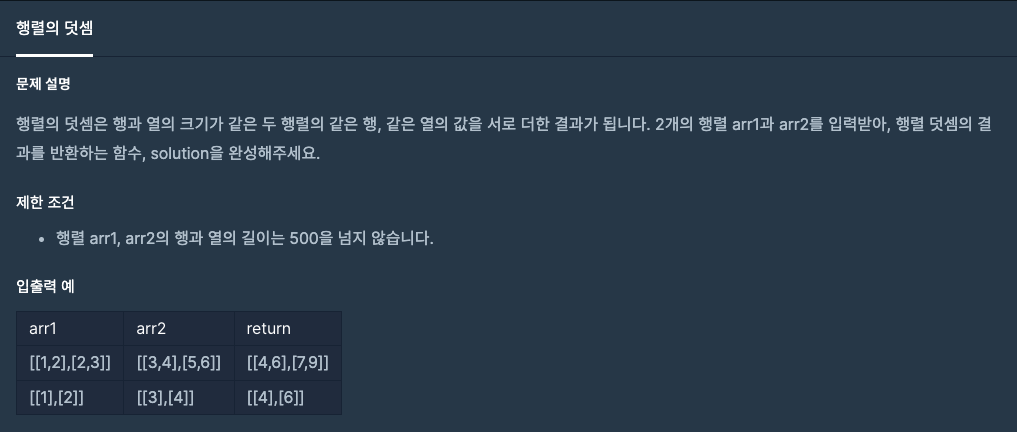 행렬의 덧셈
문제 설명
행렬의 덧셈은 행과 열의 크기가 같은 두 행렬의 같은 행, 같은 열의 값을 서로 더한 결과가 됩니다. 2개의 행렬 arr1과 arr2를 입력받아, 행렬 덧셈의 결
과를 반환하는 함수, solution을 완성해주세요.
제한 조건
• 행렬 arr1, arr2의 행과 열의 길이는 500을 넘지 않습니다.
입출력 예
arr1 arr2 return
[[1,2],[2,3]] [[3,4],[5,6]] [[4,6],[7,9]]
[[1],[2]] [[3],[4]] [[4],[6]]